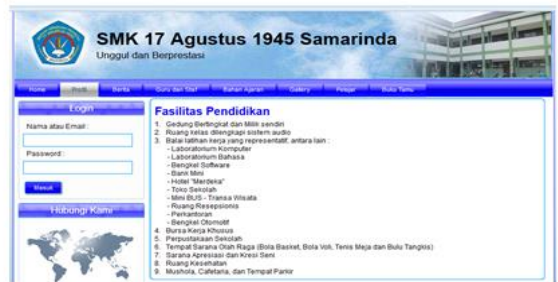 SMK 17 Agustus 1945 Samarinda
Unggul dan Berprestasi
Home Profil Berita Guru dan Staf Bahan Ajaran Gallery Pelajar Buku Tamu
Login
Nama atau Email :
Password :
Masuk
Hubungi Kami
Fasilitas Pendidikan
1. Gedung Bertingkat dan Milik sendiri
2. Ruang kelas dilengkapi sistem audio
3. Balai latihan kerja yang representatif, antara lain :
- Laboratorium Komputer
- Laboratorium Bahasa
- Bengkel Software
- Bank Mini
- Hotel "Merdeka"
- Toko Sekolah
- Mini BUS - Transa Wisata
- Ruang Resepsionis
- Perkantoran
- Bengkel Otomotif
4. Bursa Kerja Khusus
5. Perpustakaan Sekolah
6. Tempat Sarana Olah Raga (Bola Basket, Bola Voli, Tenis Meja dan Bulu Tangkis)
7. Sarana Apresiasi dan Kresi Seni
8. Ruang Kesehatan
9. Mushola, Cafetaria, dan Tempat Parkir